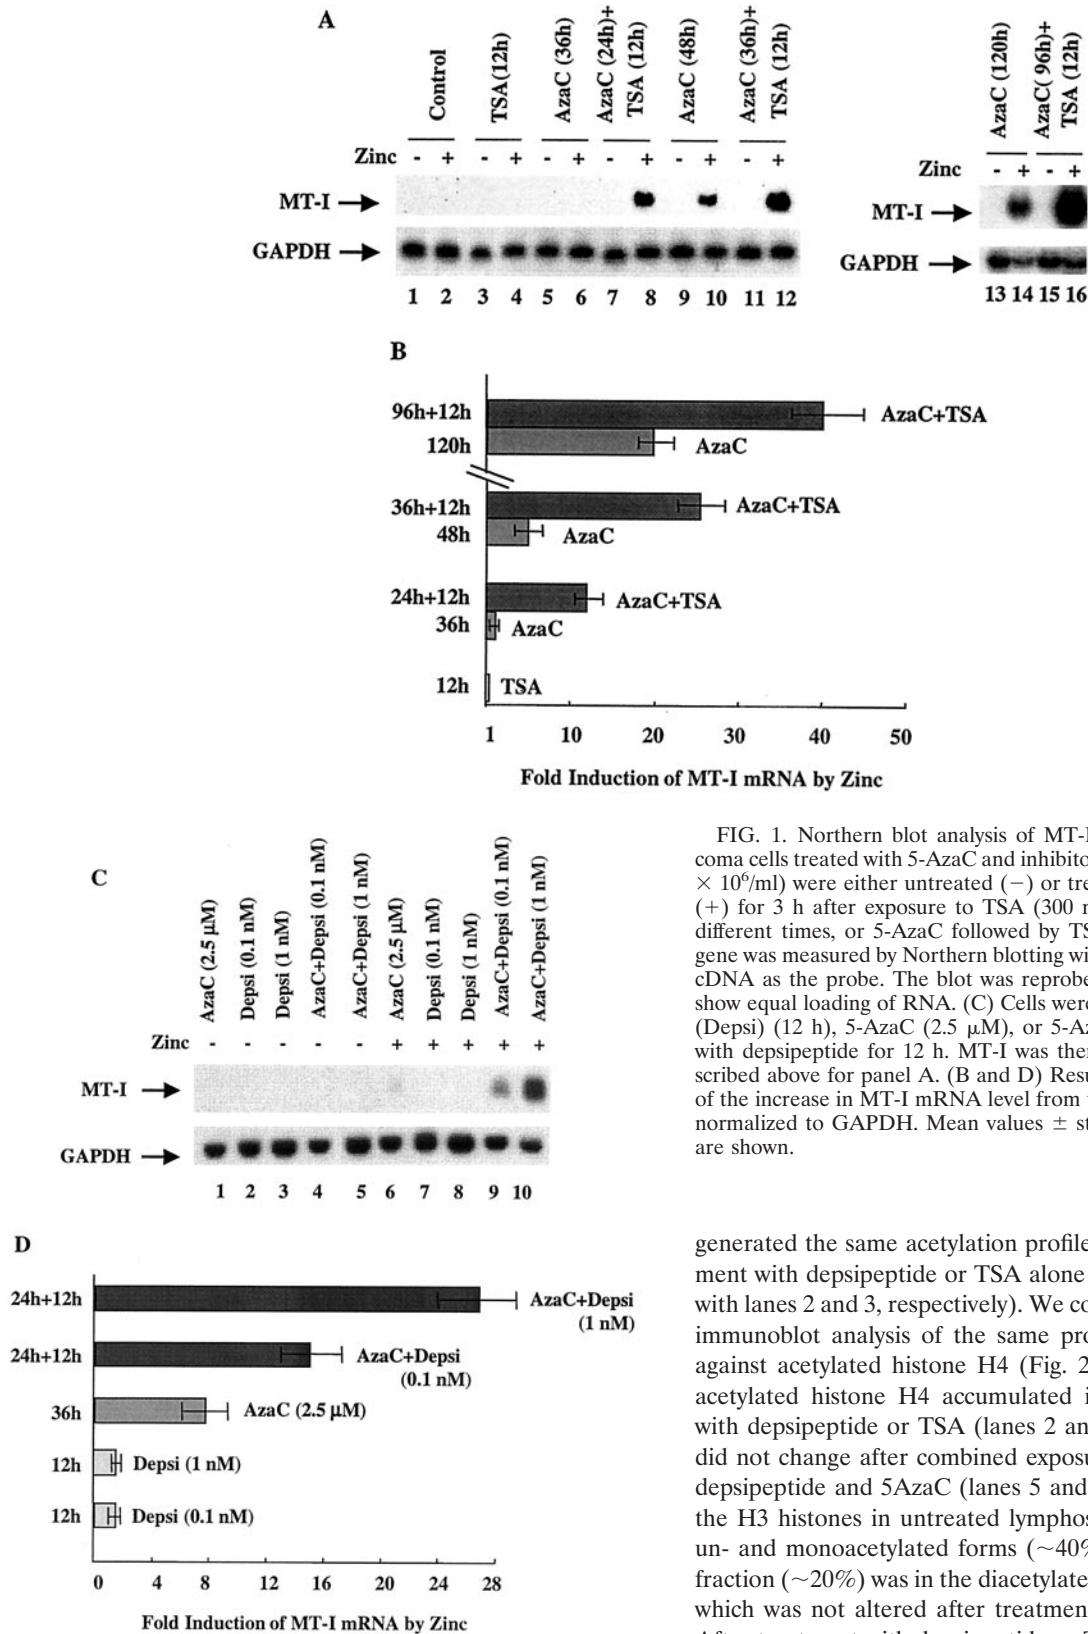 A
Control
TSA(12h)
AzaC (36h)
AzaC (24h)+
TSA (12h)
AzaC (48h)
AzaC (36h)+
TSA (12h)
AzaC (120h)
AzaC( 96h)+
TSA (12h)
Zinc - + - + - + - + - + - +
Zinc - + - +
MT-I
MT-I
GAPDH
GAPDH
1 2 3 4 5 6 7 8 9 10 11 12
13 14 15 16
B
96h+12h AzaC+TSA
120h AzaC
36h+12h AzaC+TSA
48h AzaC
24h+12h AzaC+TSA
36h AzaC
12h TSA
1 10 20 30 40 50
Fold Induction of MT-I mRNA by Zinc
C
AzaC (2.5 µM)
Depsi (0.1 nM)
Depsi (1 nM)
AzaC+Depsi (0.1 nM)
AzaC+Depsi (1 nM)
AzaC (2.5 µM)
Depsi (0.1 nM)
Depsi (1 nM)
AzaC+Depsi (0.1 nM)
AzaC+Depsi (1 nM)
Zinc - - - - - + + + + +
MT-I
GAPDH
1 2 3 4 5 6 7 8 9 10
D
24h+12h AzaC+Depsi
(1 nM)
24h+12h AzaC+Depsi
(0.1 nM)
36h AzaC (2.5 µM)
12h Depsi (1 nM)
12h Depsi (0.1 nM)
0 4 8 12 16 20 24 28
Fold Induction of MT-I mRNA by Zinc
FIG. 1. Northern blot analysis of MT-I
coma cells treated with 5-AzaC and inhibito
× 10⁶/ml) were either untreated (−) or tre
(+) for 3 h after exposure to TSA (300 n
different times, or 5-AzaC followed by TS
gene was measured by Northern blotting wi
cDNA as the probe. The blot was reprobe
show equal loading of RNA. (C) Cells were
(Depsi) (12 h), 5-AzaC (2.5 µM), or 5-Az
with depsipeptide for 12 h. MT-I was then
scribed above for panel A. (B and D) Resu
of the increase in MT-I mRNA level from
normalized to GAPDH. Mean values ± st
are shown.
generated the same acetylation profile
ment with depsipeptide or TSA alone
with lanes 2 and 3, respectively). We co
immunoblot analysis of the same pro
against acetylated histone H4 (Fig. 2
acetylated histone H4 accumulated i
with depsipeptide or TSA (lanes 2 an
did not change after combined exposu
depsipeptide and 5AzaC (lanes 5 and
the H3 histones in untreated lymphos
un- and monoacetylated forms (~40%
fraction (~20%) was in the diacetylate
which was not altered after treatmen